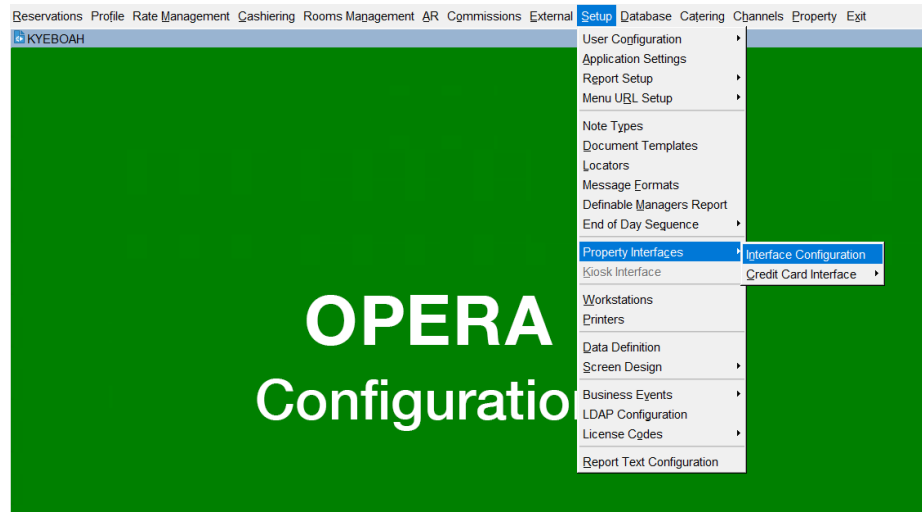 Reservations Profile Rate Management Cashiering Rooms Management AR Commissions External Setup Database Catering Channels Property Exit
KYEBOAH
User Configuration
Application Settings
Report Setup
Menu URL Setup
Note Types
Document Templates
Locators
Message Formats
Definable Managers Report
End of Day Sequence
Property Interfaces
Interface Configuration
Kiosk Interface
Credit Card Interface
Workstations
Printers
Data Definition
Screen Design
Business Events
LDAP Configuration
License Codes
Report Text Configuration
OPERA
Configuratio